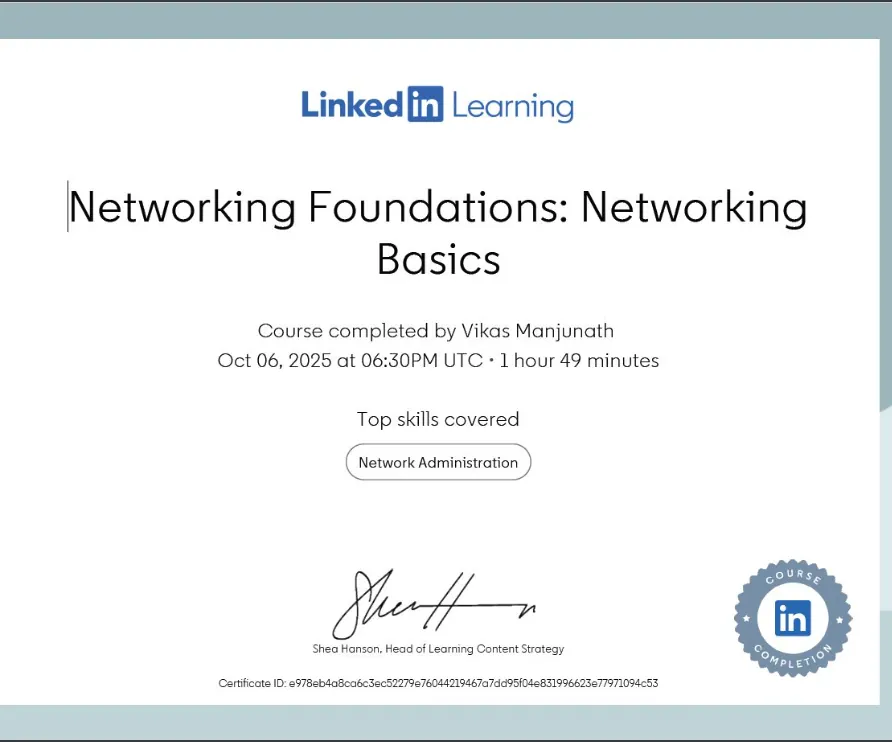 LinkedIn Learning
Networking Foundations: Networking
Basics
Course completed by Vikas Manjunath
Oct 06, 2025 at 06:30PM UTC • 1 hour 49 minutes
Top skills covered
Network Administration
Shea Hanson, Head of Learning Content Strategy
COURSE
in
COMPLETION
Certificate ID: e978eb4a8ca6c3ec52279e76044219467a7dd95f04e831996623e77971094c53